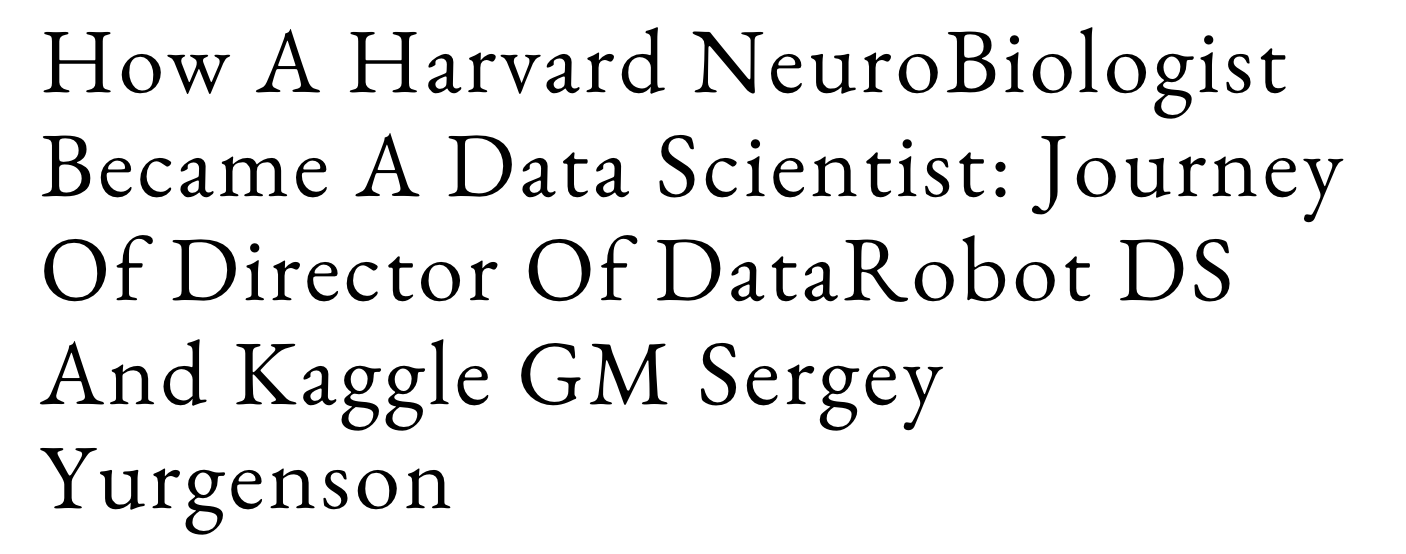 How A Harvard NeuroBiologist
Became A Data Scientist: Journey
Of Director Of DataRobot DS
And Kaggle GM Sergey
Yurgenson